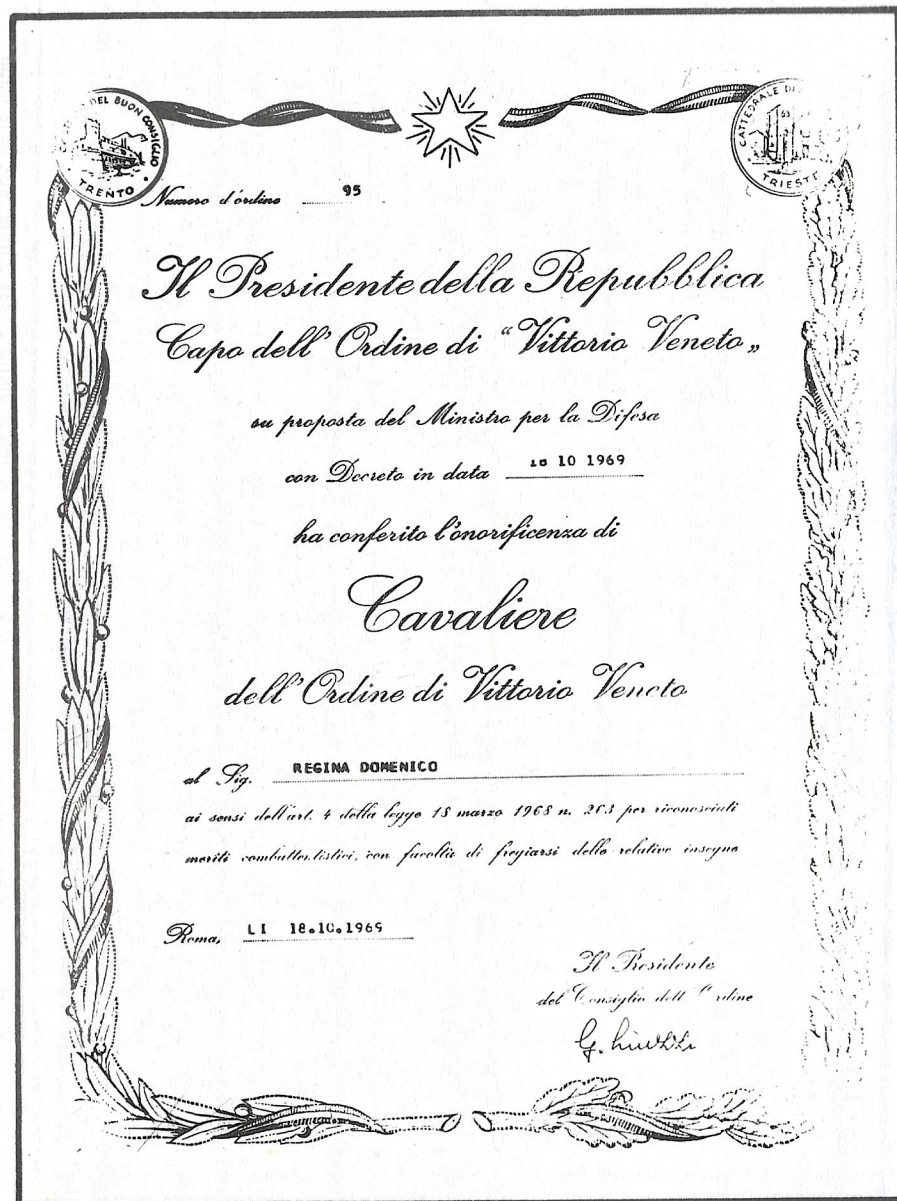 DEL BUON CONSIGLIO
TRENTO
CATTEDRALE DI
TRIESTE
Numero d'ordine 95
Il Presidente della Repubblica
Capo dell'Ordine di "Vittorio Veneto„
su proposta del Ministro per la Difesa
con Decreto in data 10 1969
ha conferito l'onorificenza di
Cavaliere
dell'Ordine di Vittorio Veneto
al Sig. REGINA DOMENICO
ai sensi dell'art. 4 della legge 18 marzo 1968 n. 263 per riconosciuti
meriti combattentistici, con facoltà di fregiarsi delle relative insegne
Roma, LI 18.10.1969
Il Presidente
del Consiglio dell'Ordine
G.